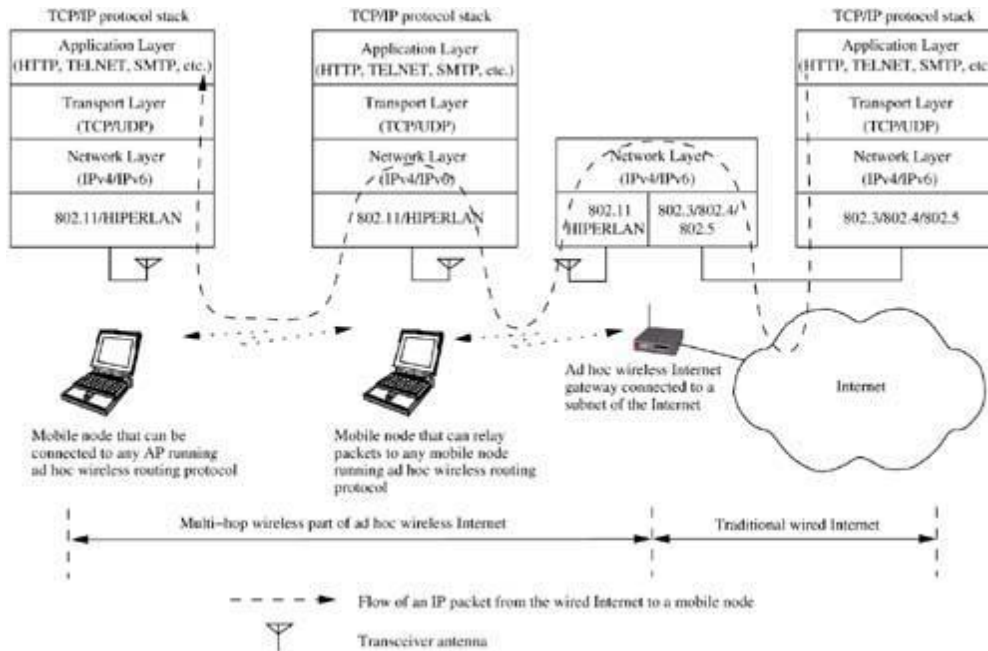 TCP/IP protocol stack
Application Layer
(HTTP, TELNET, SMTP, etc.)
Transport Layer
(TCP/UDP)
Network Layer
(IPv4/IPv6)
802.11/HIPERLAN
TCP/IP protocol stack
Application Layer
(HTTP, TELNET, SMTP, etc.)
Transport Layer
(TCP/UDP)
Network Layer
(IPv4/IPv6)
802.11/HIPERLAN
Network Layer
(IPv4/IPv6)
802.11
HIPERLAN
802.3/802.4/
802.5
TCP/IP protocol stack
Application Layer
(HTTP, TELNET, SMTP, etc.
Transport Layer
(TCP/UDP)
Network Layer
(IPv4/IPv6)
802.3/802.4/802.5
Mobile node that can be
connected to any AP running
ad hoc wireless routing protocol
Mobile node that can relay
packets to any mobile node
running ad hoc wireless routing
protocol
Ad hoc wireless Internet
gateway connected to a
subnet of the Internet
Internet
Multi-hop wireless part of ad hoc wireless Internet
Traditional wired Internet
Flow of an IP packet from the wired Internet to a mobile node
Transceiver antenna